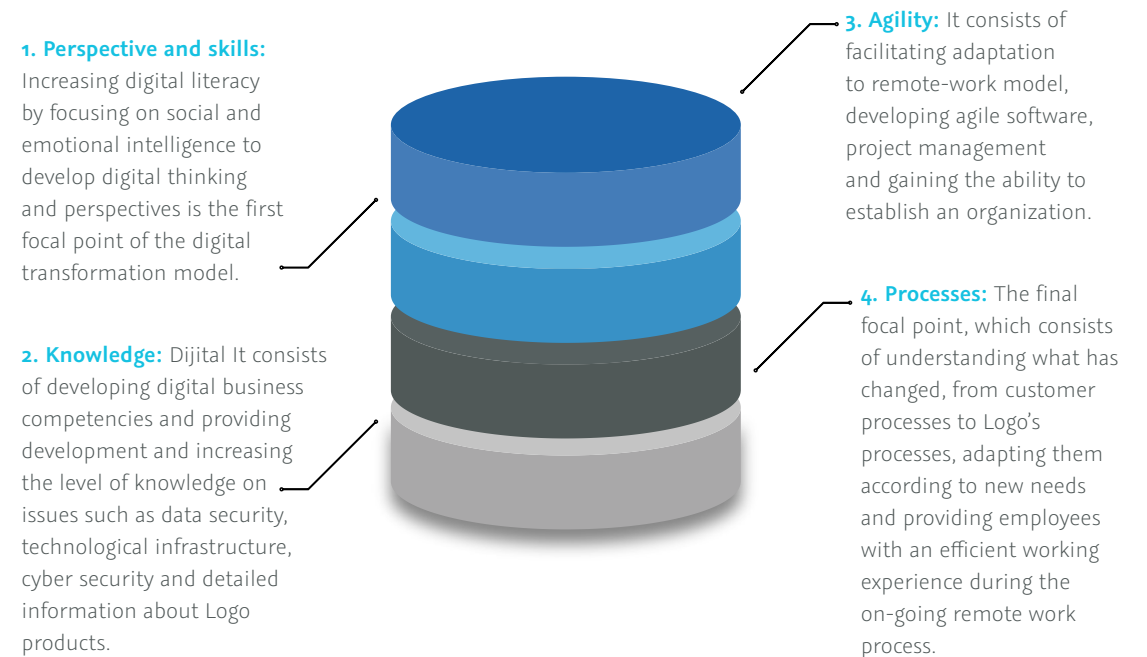 1. Perspective and skills:
Increasing digital literacy
by focusing on social and
emotional intelligence to
develop digital thinking
and perspectives is the first
focal point of the digital
transformation model.
2. Knowledge: Dijital It consists
of developing digital business
competencies and providing
development and increasing
the level of knowledge on
issues such as data security,
technological infrastructure,
cyber security and detailed
information about Logo
products.
3. Agility: It consists of
facilitating adaptation
to remote-work model,
developing agile software,
project management
and gaining the ability to
establish an organization.
4. Processes: The final
focal point, which consists
of understanding what has
changed, from customer
processes to Logo’s
processes, adapting them
according to new needs
and providing employees
with an efficient working
experience during the
on-going remote work
process.